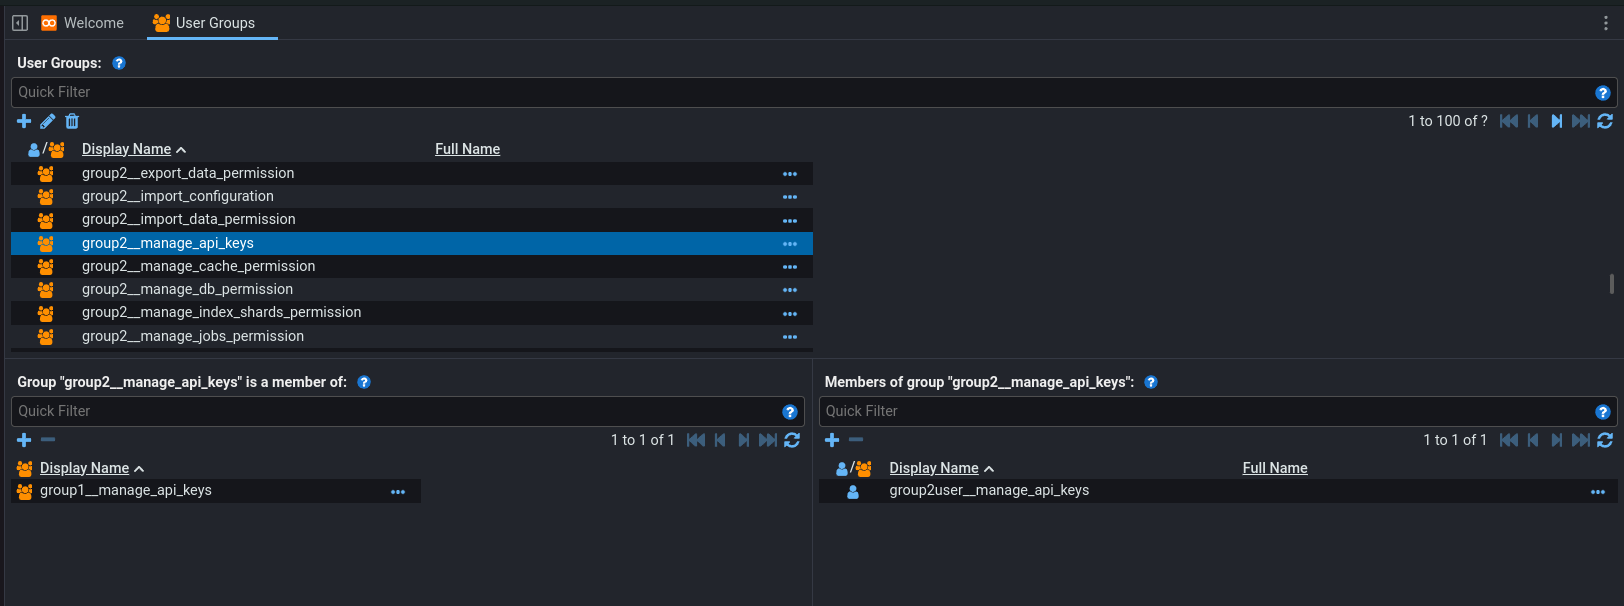 Welcome User Groups
User Groups:
Quick Filter
1 to 100 of ?
/ Display Name Full Name
group2__export_data_permission
group2__import_configuration
group2__import_data_permission
group2__manage_api_keys
group2__manage_cache_permission
group2__manage_db_permission
group2__manage_index_shards_permission
group2__manage_jobs_permission
Group "group2__manage_api_keys" is a member of:
Quick Filter
1 to 1 of 1
Display Name
group1__manage_api_keys
Members of group "group2__manage_api_keys":
Quick Filter
1 to 1 of 1
/ Display Name Full Name
group2user__manage_api_keys